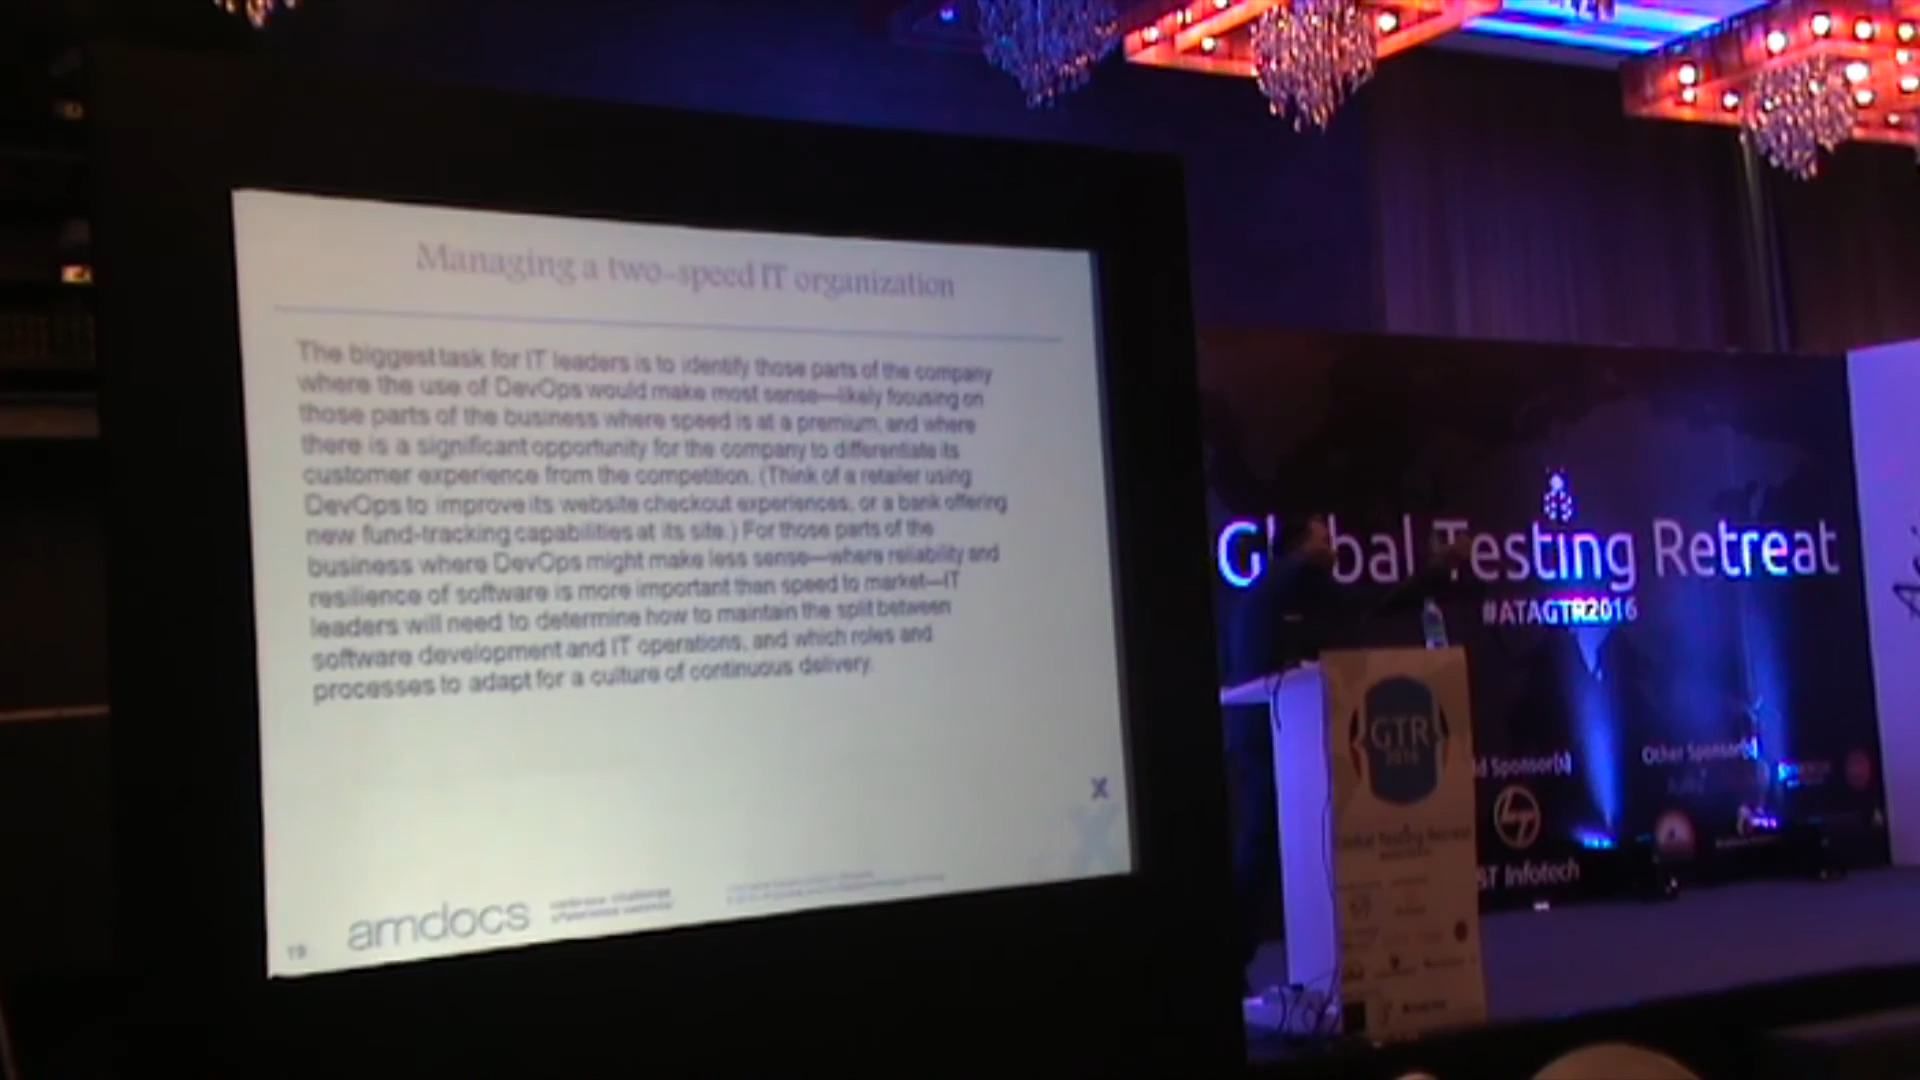 Managing a two-speed IT organization
The biggest task for IT leaders is to identify those parts of the company
where the use of DevOps would make most sense—likely focusing on
those parts of the business where speed is at a premium, and where
there is a significant opportunity for the company to differentiate its
customer experience from the competition. (Think of a retailer using
DevOps to improve its website checkout experiences, or a bank offering
new fund-tracking capabilities at its site.) For those parts of the
business where DevOps might make less sense—where reliability and
resilience of software is more important than speed to market—IT
leaders will need to determine how to maintain the split between
software development and IT operations, and which roles and
processes to adapt for a culture of continuous delivery.
19
amdocs
Global Testing Retreat
#ATAGTR2016
GTR
2016
Sponsor(s)
Other Sponsor(s)
Infotech
Global Testing Retreat